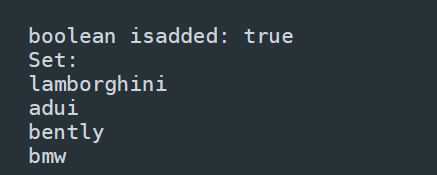 boolean isadded: true
Set:
lamborghini
adui
bently
bmw